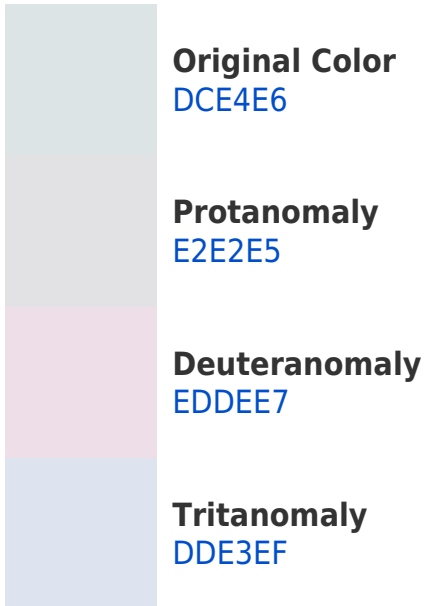 Original Color
DCE4E6
Protanomaly
E2E2E5
Deuteranomaly
EDDEE7
Tritanomaly
DDE3EF